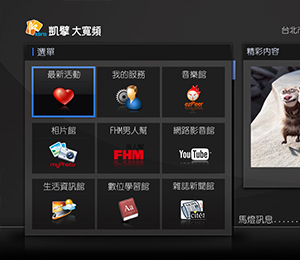 凱擘 大寬頻
台北市
選單
精彩內容
最新活動
我的服務
音樂館
ezPeer
相片館
FHM男人幫
網路影音館
myPhoto
FHM
YouTube
生活資訊館
數位學習館
雜誌新聞館
Aa
馬燈訊息.....